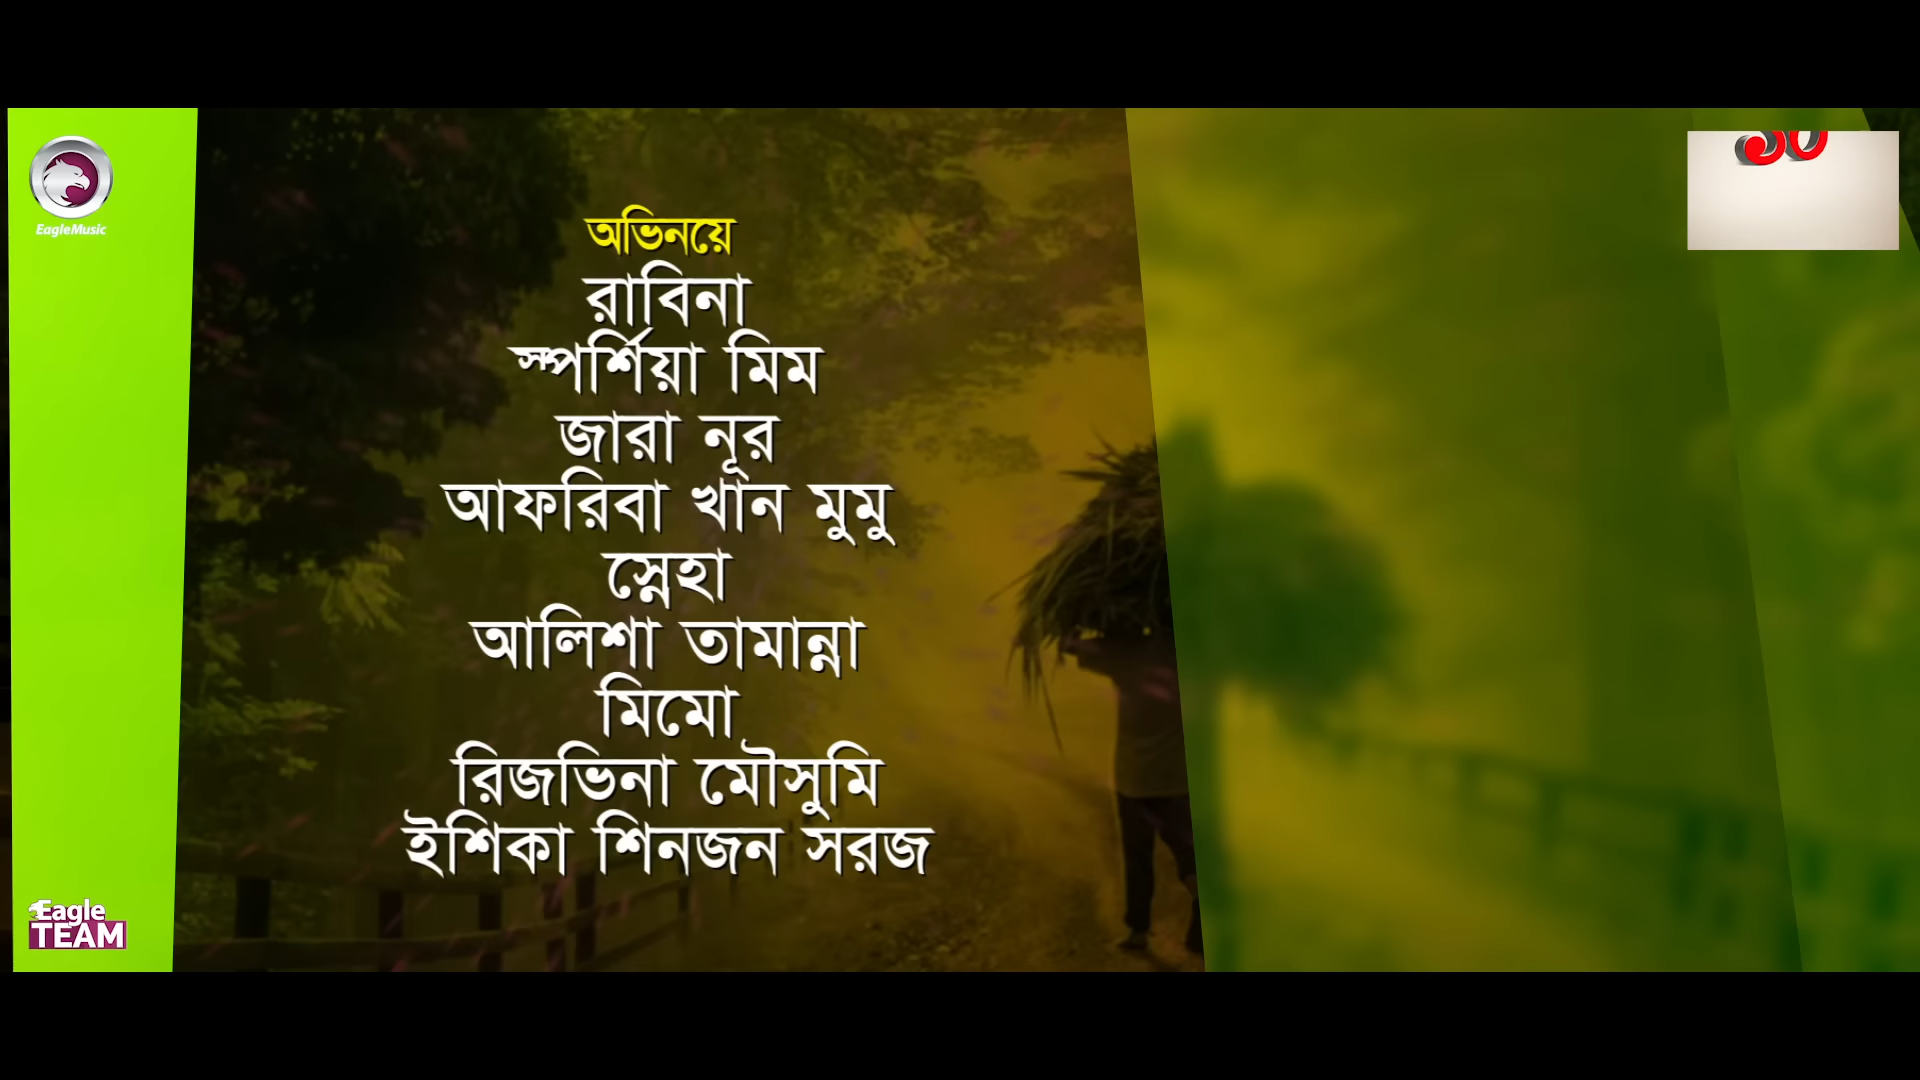 EagleMusic
অভিনয়ে
রাবিনা
স্পর্শিয়া মিম
জারা নূর
আফরিবা খান মুমু
স্নেহা
আলিশা তামান্না
মিমো
রিজভিনা মৌসুমি
ইশিকা শিনজন সরজ
Eagle
TEAM